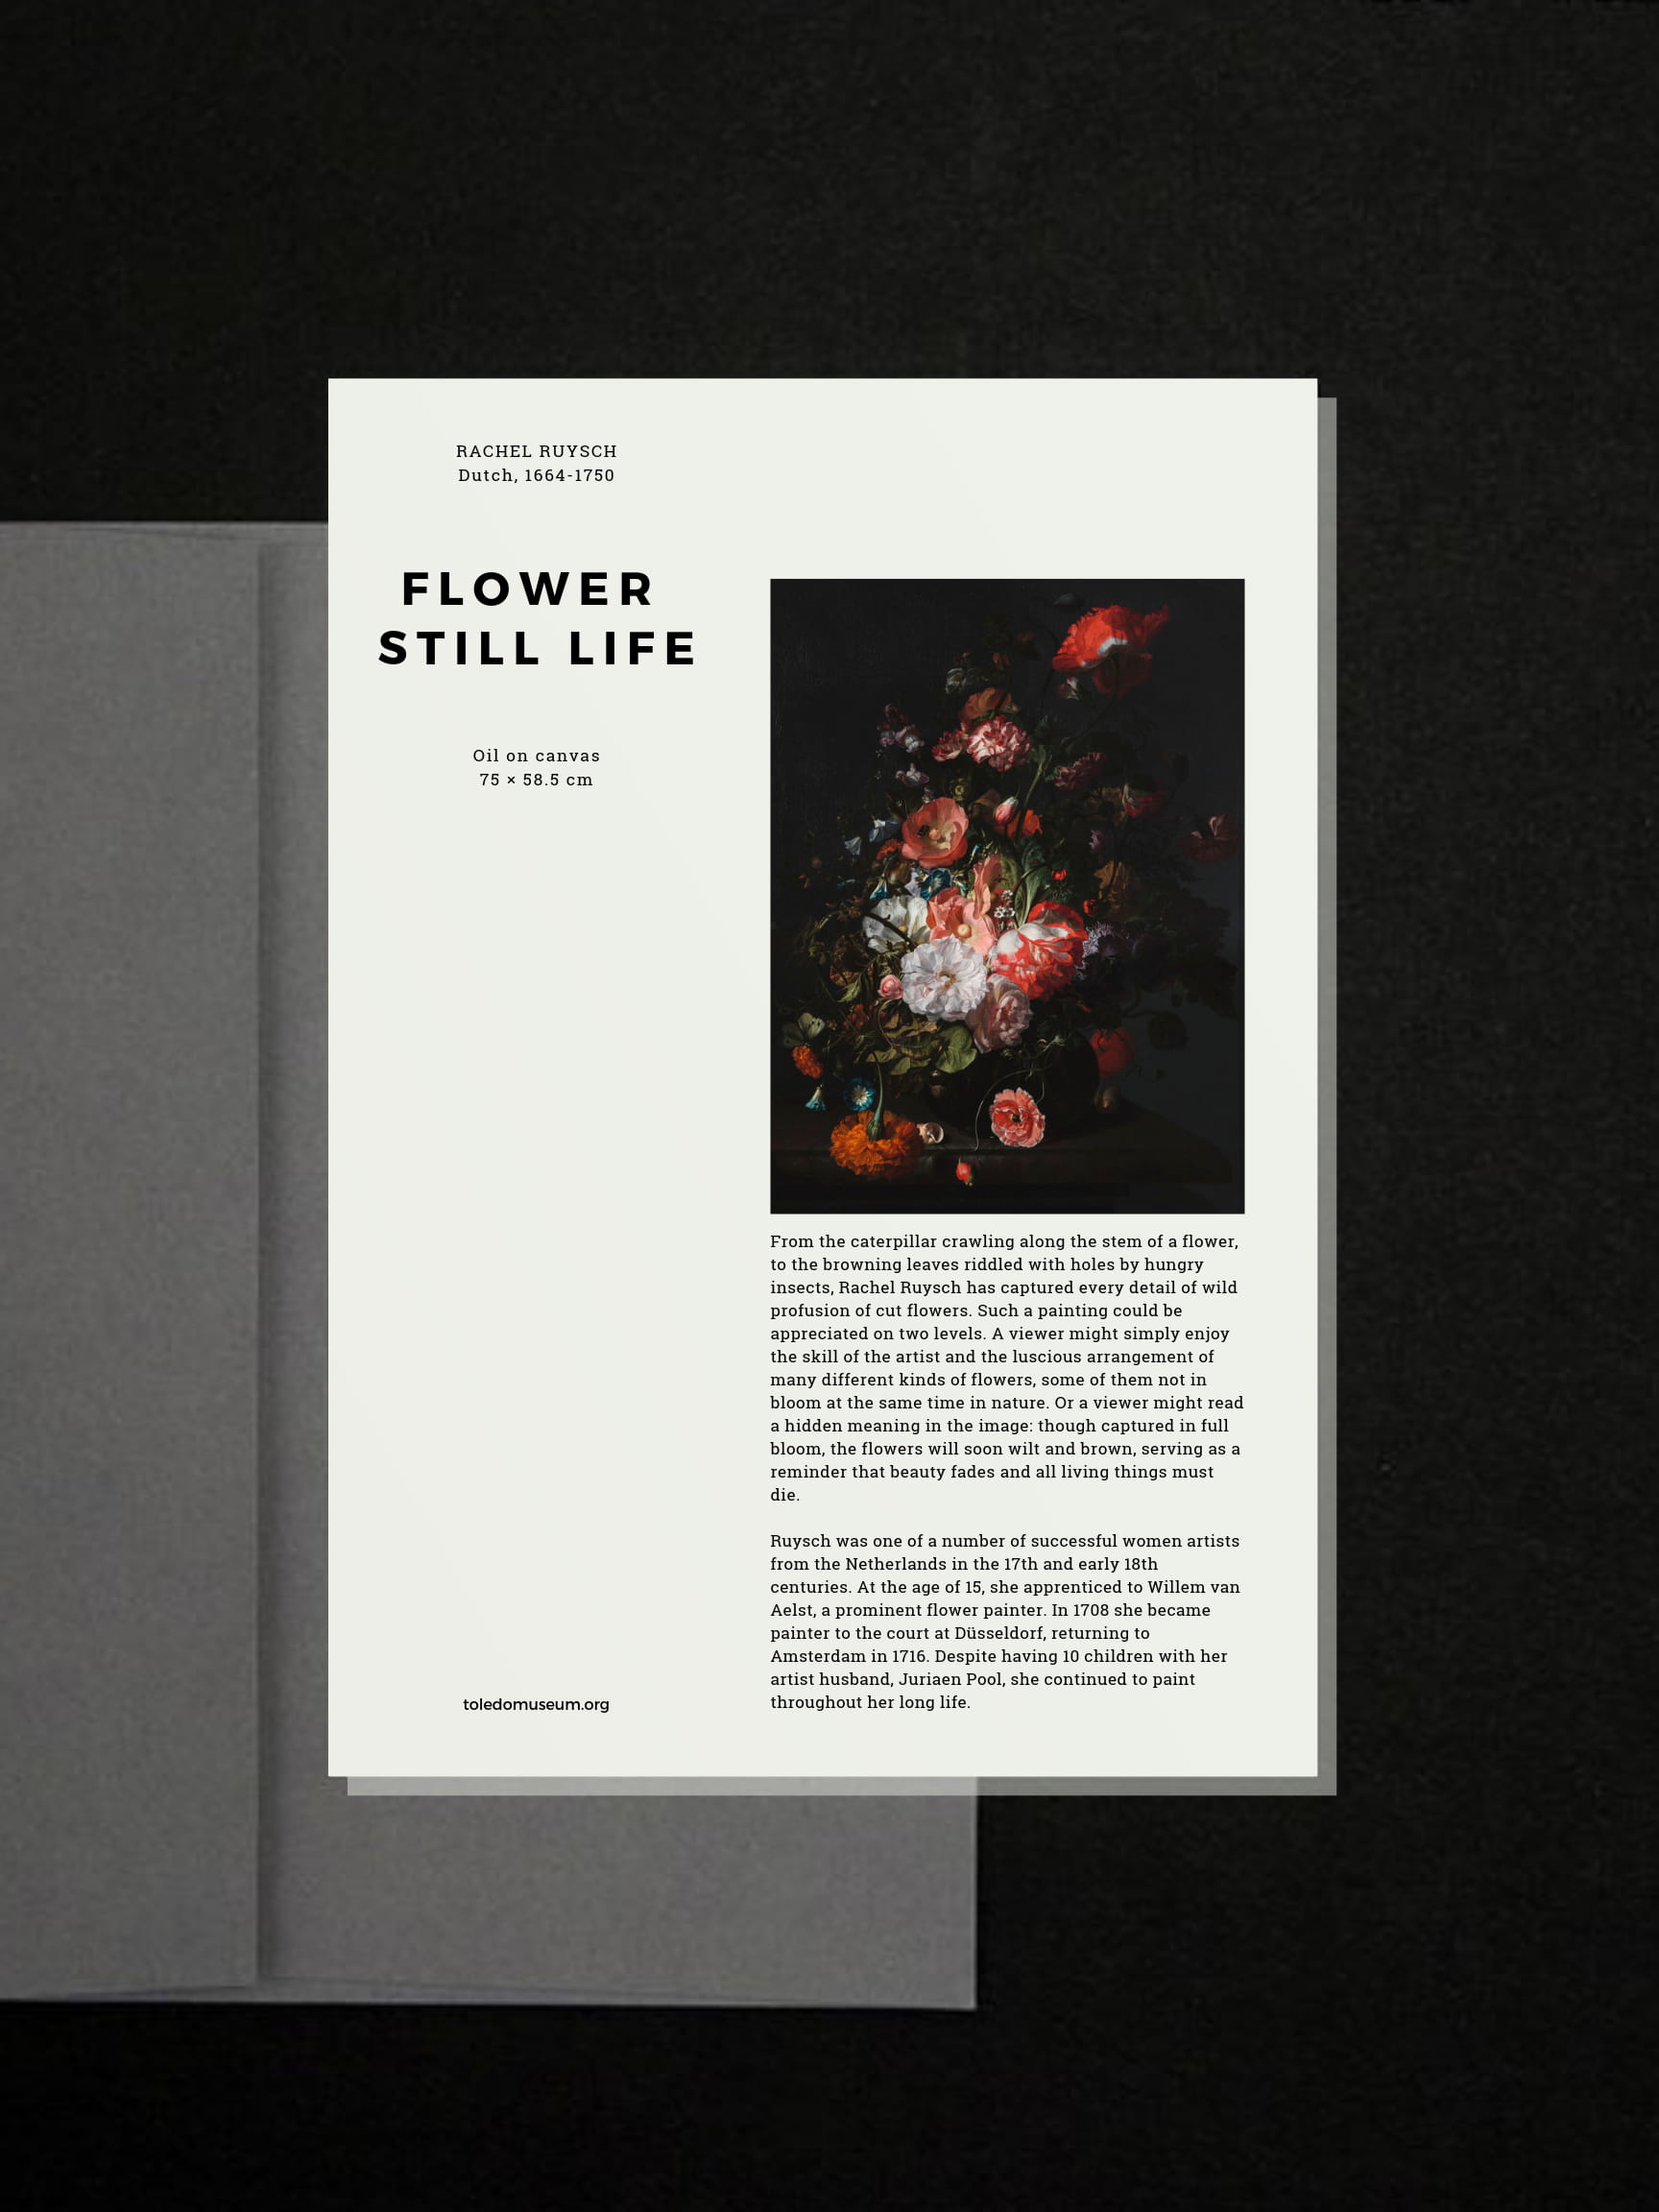 RACHEL RUYSCH
Dutch, 1664-1750
FLOWER
STILL LIFE
Oil on canvas
75 × 58.5 cm
From the caterpillar crawling along the stem of a flower,
to the browning leaves riddled with holes by hungry
insects, Rachel Ruysch has captured every detail of wild
profusion of cut flowers. Such a painting could be
appreciated on two levels. A viewer might simply enjoy
the skill of the artist and the luscious arrangement of
many different kinds of flowers, some of them not in
bloom at the same time in nature. Or a viewer might read
a hidden meaning in the image: though captured in full
bloom, the flowers will soon wilt and brown, serving as a
reminder that beauty fades and all living things must
die.
Ruysch was one of a number of successful women artists
from the Netherlands in the 17th and early 18th
centuries. At the age of 15, she apprenticed to Willem van
Aelst, a prominent flower painter. In 1708 she became
painter to the court at Düsseldorf, returning to
Amsterdam in 1716. Despite having 10 children with her
artist husband, Juriaen Pool, she continued to paint
throughout her long life.
toledomuseum.org